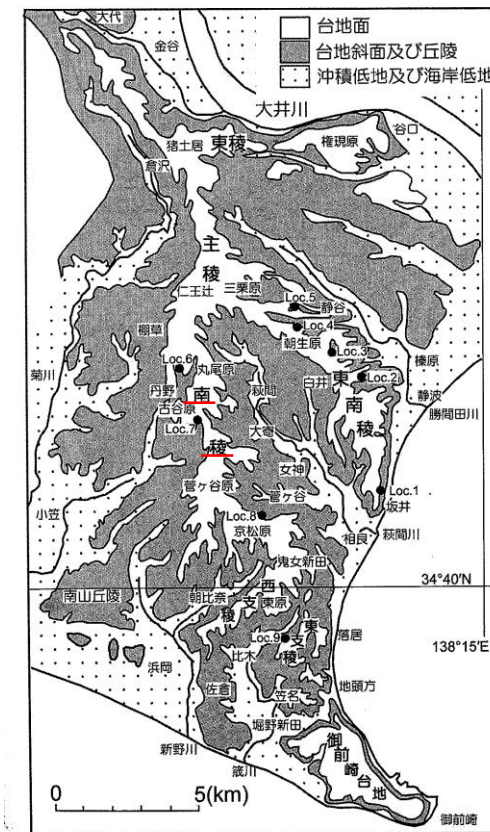 台地面
台地斜面及び丘陵
沖積低地及び海岸低地
大代
金谷
大井川
谷口
権現原
東稜
猪土居
倉沢
主稜
三栗原
仁王辻
静谷
Loc.5
Loc.4
朝生原
Loc.3
棚草
榛原
丸尾原
萩間
白井
東南稜
Loc.2
静波
Loc.6
菊川
丹野
南稜
古谷原
勝間田川
Loc.7
大寄
女神
Loc.1
菅ヶ谷原
菅ヶ谷
坂井
小笠
Loc.8
京松原
相良
萩間川
鬼女新田
34°40′N
南山丘陵
朝比奈
西支稜
東原
東支稜
落居
138°15′E
Loc.9
比木
浜岡
地頭方
佐倉
笠名
堀野新田
新野川
筬川
御前崎台地
0 5(km)
御前崎